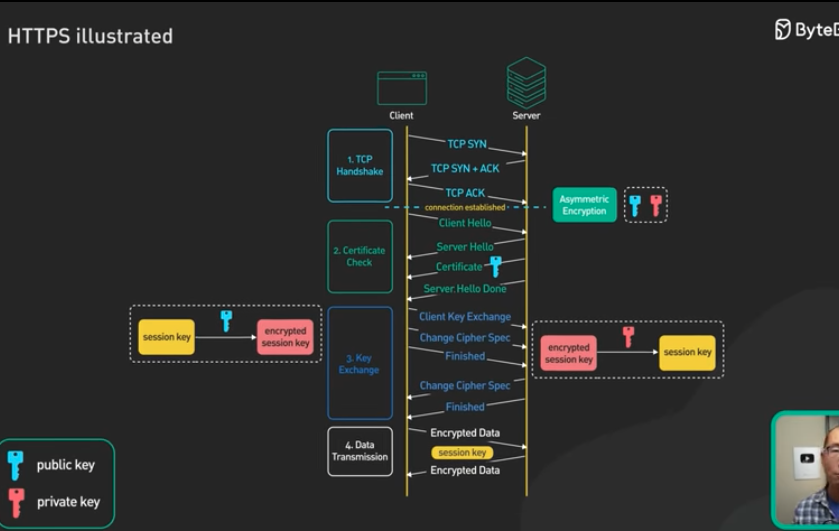 HTTPS illustrated
Client
Server
1. TCP
Handshake
TCP SYN
TCP SYN + ACK
TCP ACK
connection established
Asymmetric
Encryption
2. Certificate
Check
Client Hello
Server Hello
Certificate
Server Hello Done
3. Key
Exchange
Client Key Exchange
Change Cipher Spec
Finished
Change Cipher Spec
Finished
session key
encrypted
session key
encrypted
session key
session key
4. Data
Transmission
Encrypted Data
session key
Encrypted Data
public key
private key